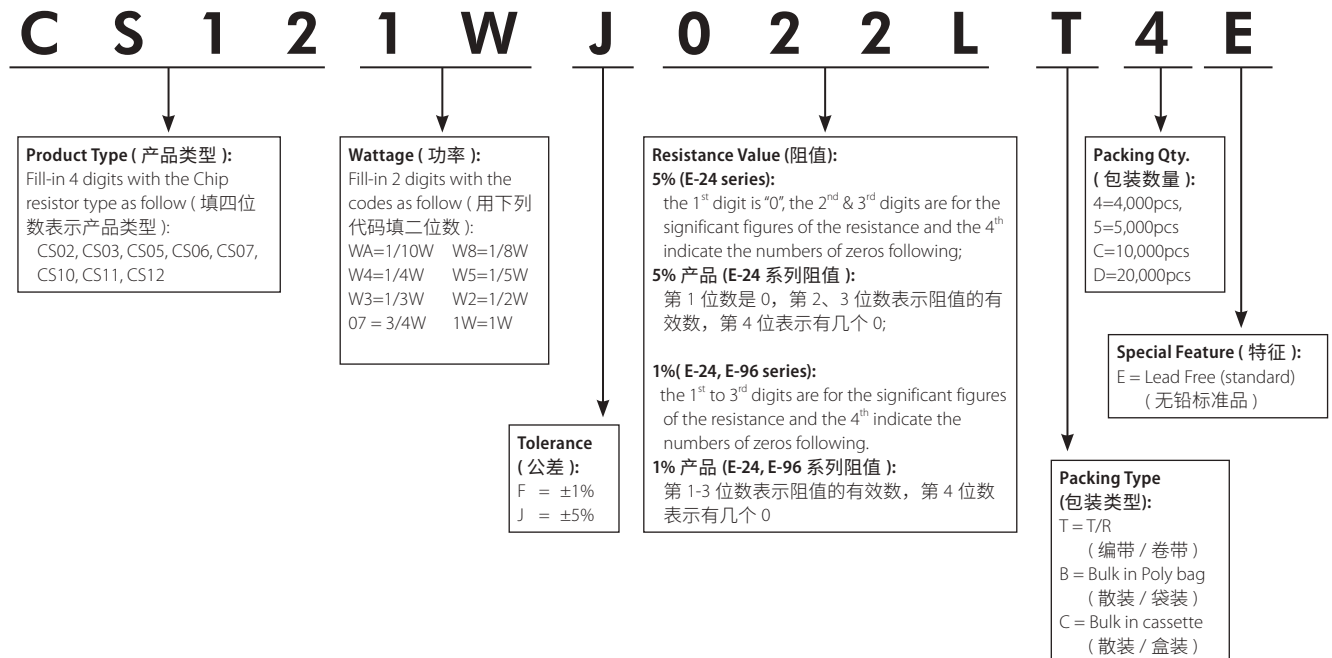 CS121WJ022LT4E
Product Type ( 产品类型 ):
Fill-in 4 digits with the Chip
resistor type as follow ( 填四位
数表示产品类型 ):
CS02, CS03, CS05, CS06, CS07,
CS10, CS11, CS12
Wattage ( 功率 ):
Fill-in 2 digits with the
codes as follow ( 用下列
代码填二位数 ):
WA=1/10W W8=1/8W
W4=1/4W W5=1/5W
W3=1/3W W2=1/2W
07 = 3/4W 1W=1W
Tolerance
( 公差 ):
F = ±1%
J = ±5%
Resistance Value (阻值):
5% (E-24 series):
the 1st digit is "0", the 2nd & 3rd digits are for the
significant figures of the resistance and the 4th
indicate the numbers of zeros following;
5% 产品 (E-24 系列阻值 ):
第 1 位数是 0，第 2、3 位数表示阻值的有
效数，第 4 位表示有几个 0;
1%( E-24, E-96 series):
the 1st to 3rd digits are for the significant figures
of the resistance and the 4th indicate the
numbers of zeros following.
1% 产品 (E-24, E-96 系列阻值 ):
第 1-3 位数表示阻值的有效数，第 4 位数
表示有几个 0
Packing Type
(包装类型):
T = T/R
( 编带 / 卷带 )
B = Bulk in Poly bag
( 散装 / 袋装 )
C = Bulk in cassette
( 散装 / 盒装 )
Packing Qty.
( 包装数量 ):
4=4,000pcs,
5=5,000pcs
C=10,000pcs
D=20,000pcs
Special Feature ( 特征 ):
E = Lead Free (standard)
( 无铅标准品 )